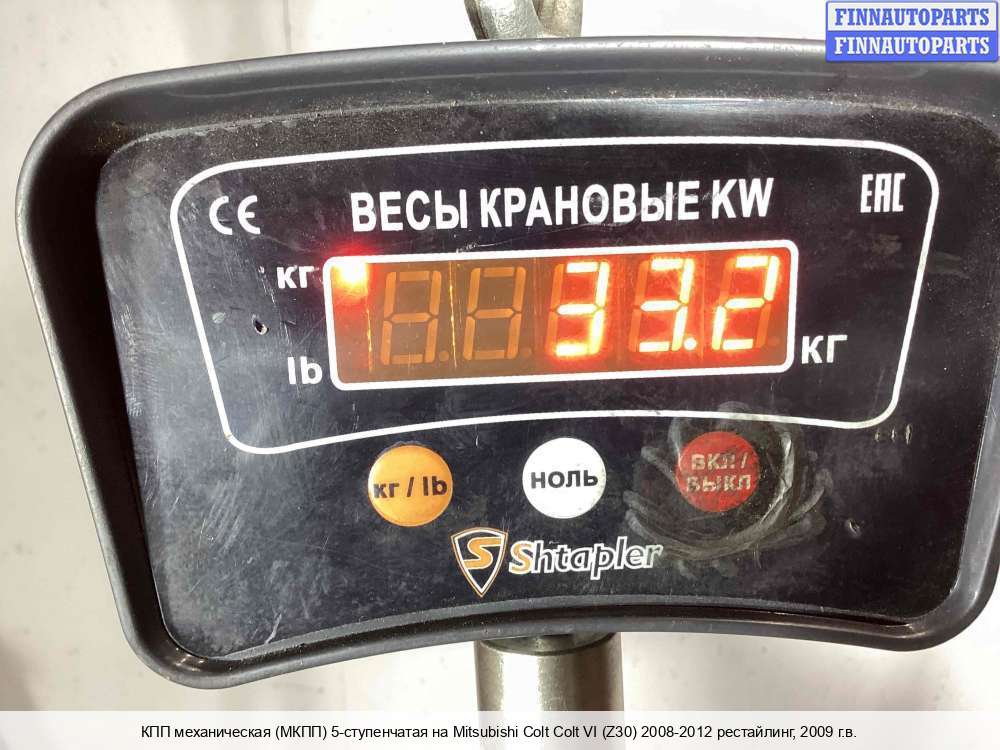 FINNAUTOPARTS
FINNAUTOPARTS
CE
ВЕСЫ КРАНОВЫЕ KW
EAC
кг
33.2
lb
кг
кг / lb
НОЛЬ
ВКЛ /
ВЫКЛ
S Shtapler
КПП механическая (МКПП) 5-ступенчатая на Mitsubishi Colt Colt VI (Z30) 2008-2012 рестайлинг, 2009 г.в.